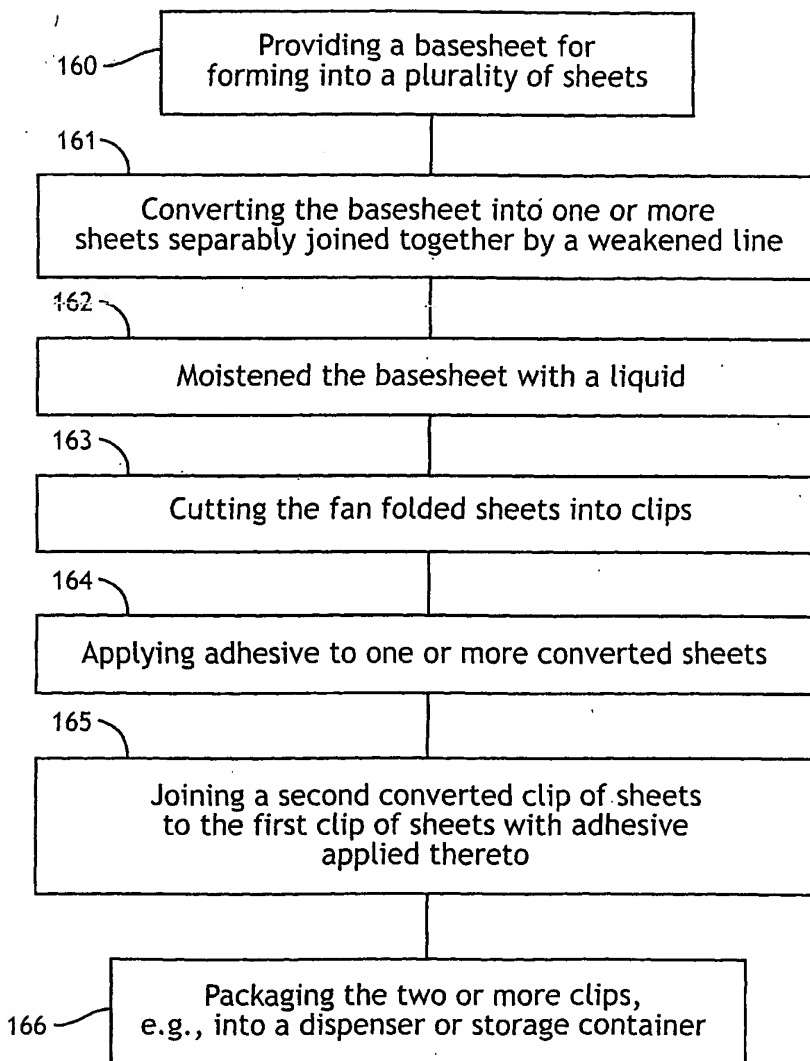 160
Providing a basesheet for
forming into a plurality of sheets
161
Converting the basesheet into one or more
sheets separably joined together by a weakened line
162
Moistened the basesheet with a liquid
163
Cutting the fan folded sheets into clips
164
Applying adhesive to one or more converted sheets
165
Joining a second converted clip of sheets
to the first clip of sheets with adhesive
applied thereto
166
Packaging the two or more clips,
e.g., into a dispenser or storage container